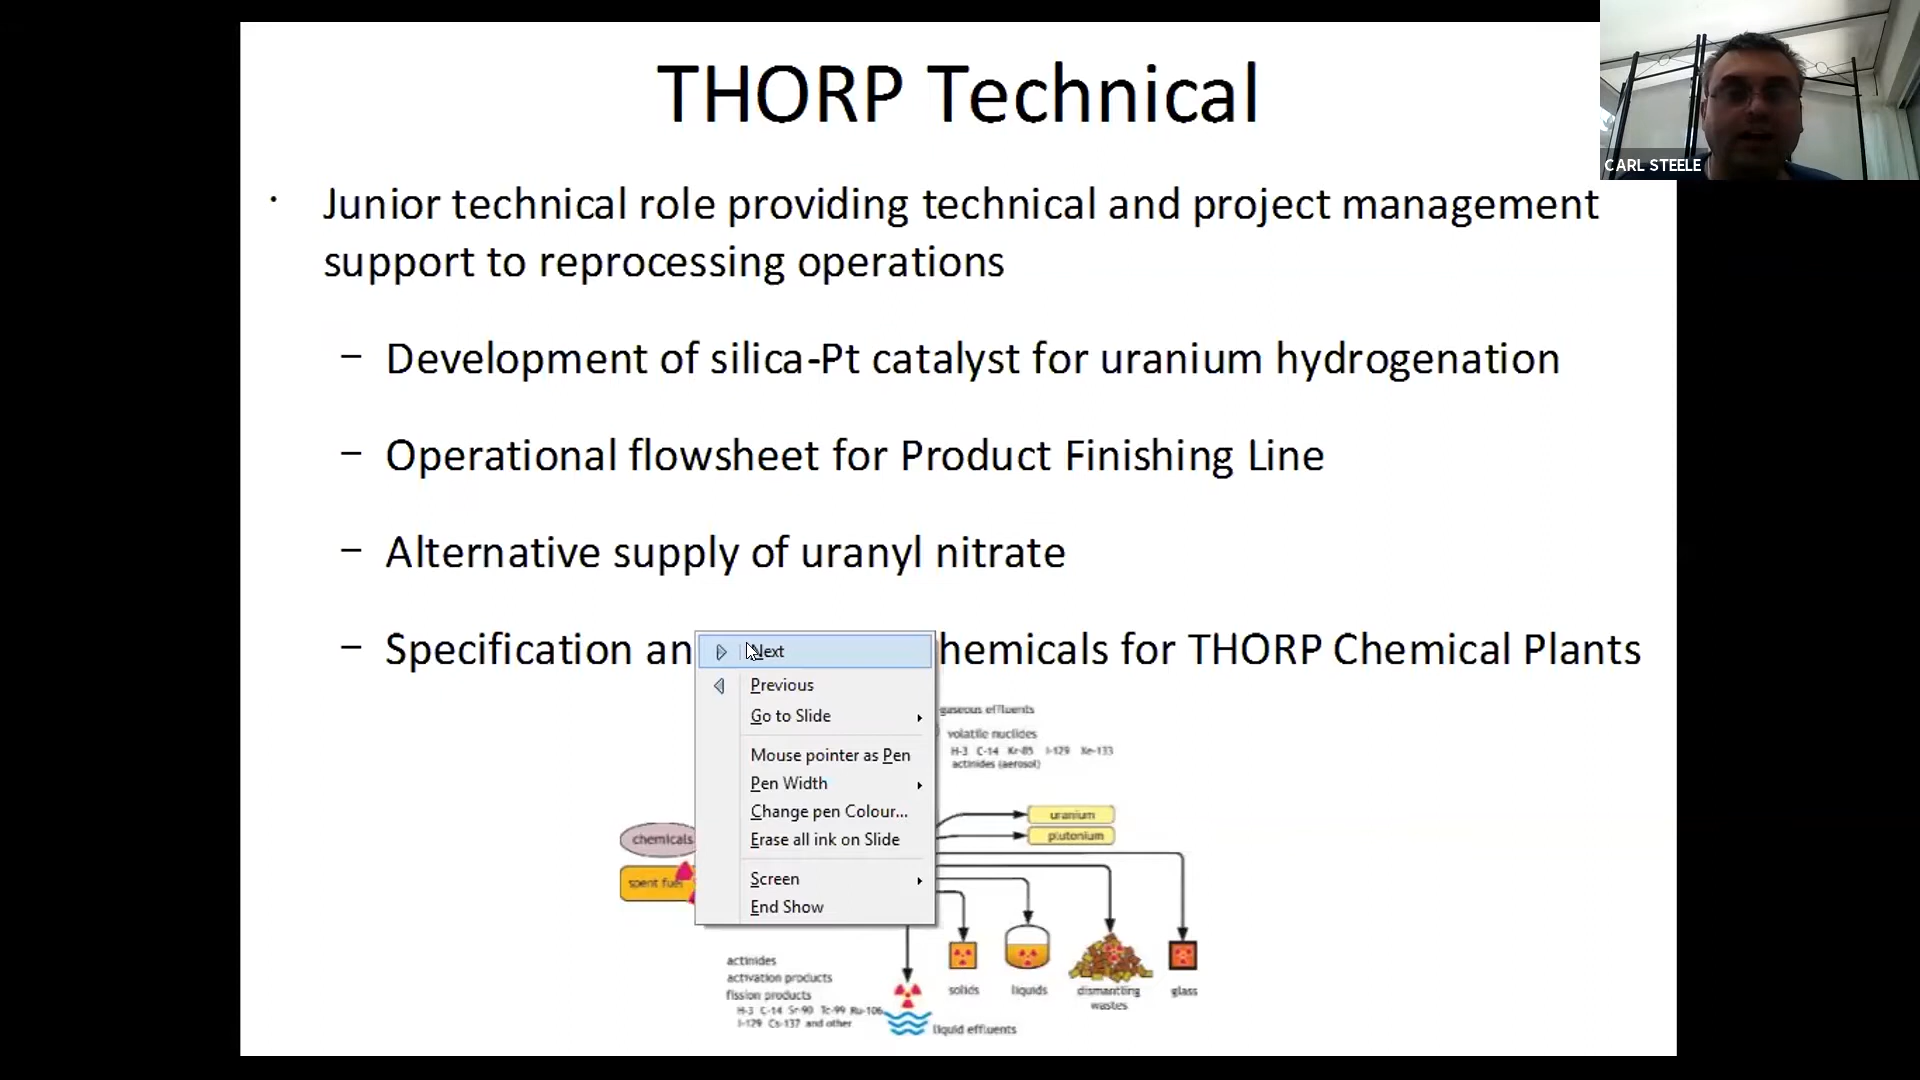 THORP Technical
CARL STEELE
· Junior technical role providing technical and project management
support to reprocessing operations
– Development of silica-Pt catalyst for uranium hydrogenation
– Operational flowsheet for Product Finishing Line
– Alternative supply of uranyl nitrate
– Specification an hemicals for THORP Chemical Plants
Next
Previous
Go to Slide
Mouse pointer as Pen
Pen Width
Change pen Colour...
Erase all ink on Slide
Screen
End Show
gaseous effluents
volatile nuclides
H-3 C-14 Kr-85 I-129 Xe-133
actinides (aerosol)
uranium
plutonium
chemicals
spent fuel
solids
liquids
dismantling
wastes
glass
actinides
activation products
fission products
H-3 C-14 Sr-90 Tc-99 Ru-106
I-129 Cs-137 and other
liquid effluents